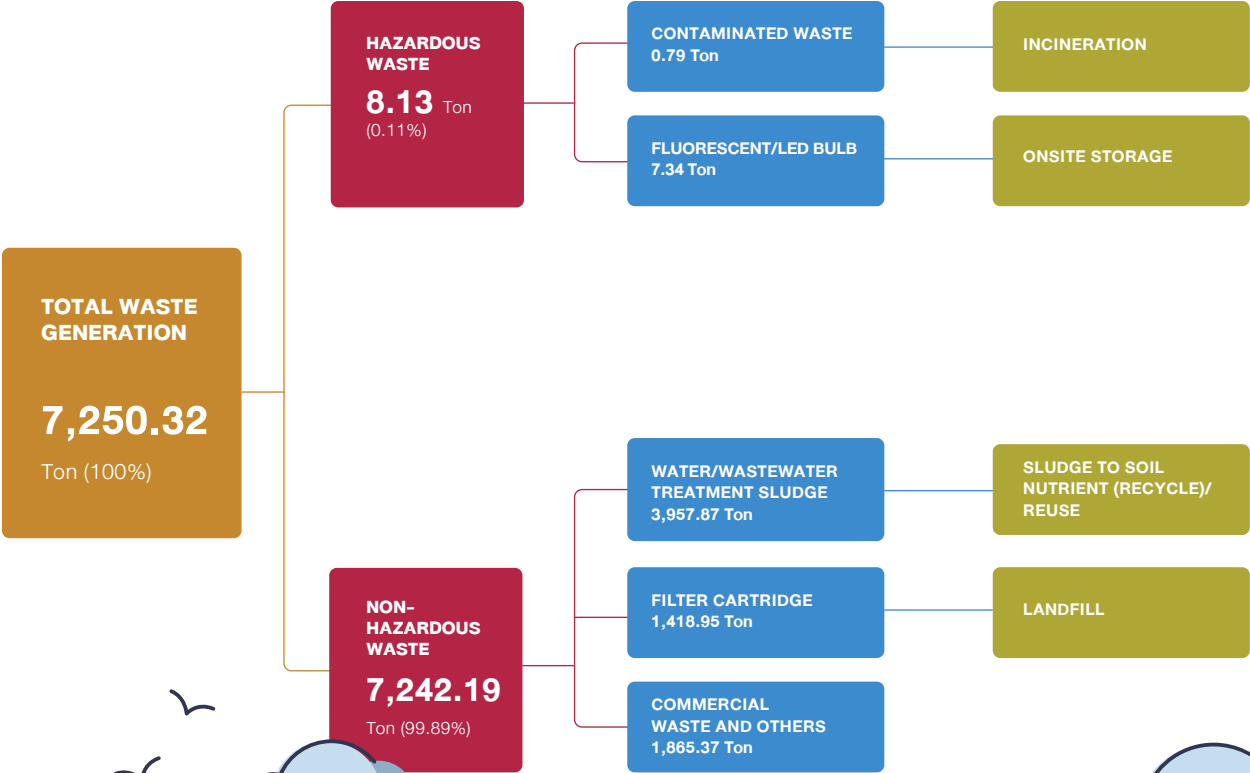 TOTAL WASTE
GENERATION
7,250.32
Ton (100%)
HAZARDOUS
WASTE
8.13 Ton
(0.11%)
CONTAMINATED WASTE
0.79 Ton
INCINERATION
FLUORESCENT/LED BULB
7.34 Ton
ONSITE STORAGE
NON-
HAZARDOUS
WASTE
7,242.19
Ton (99.89%)
WATER/WASTEWATER
TREATMENT SLUDGE
3,957.87 Ton
SLUDGE TO SOIL
NUTRIENT (RECYCLE)/
REUSE
FILTER CARTRIDGE
1,418.95 Ton
LANDFILL
COMMERCIAL
WASTE AND OTHERS
1,865.37 Ton